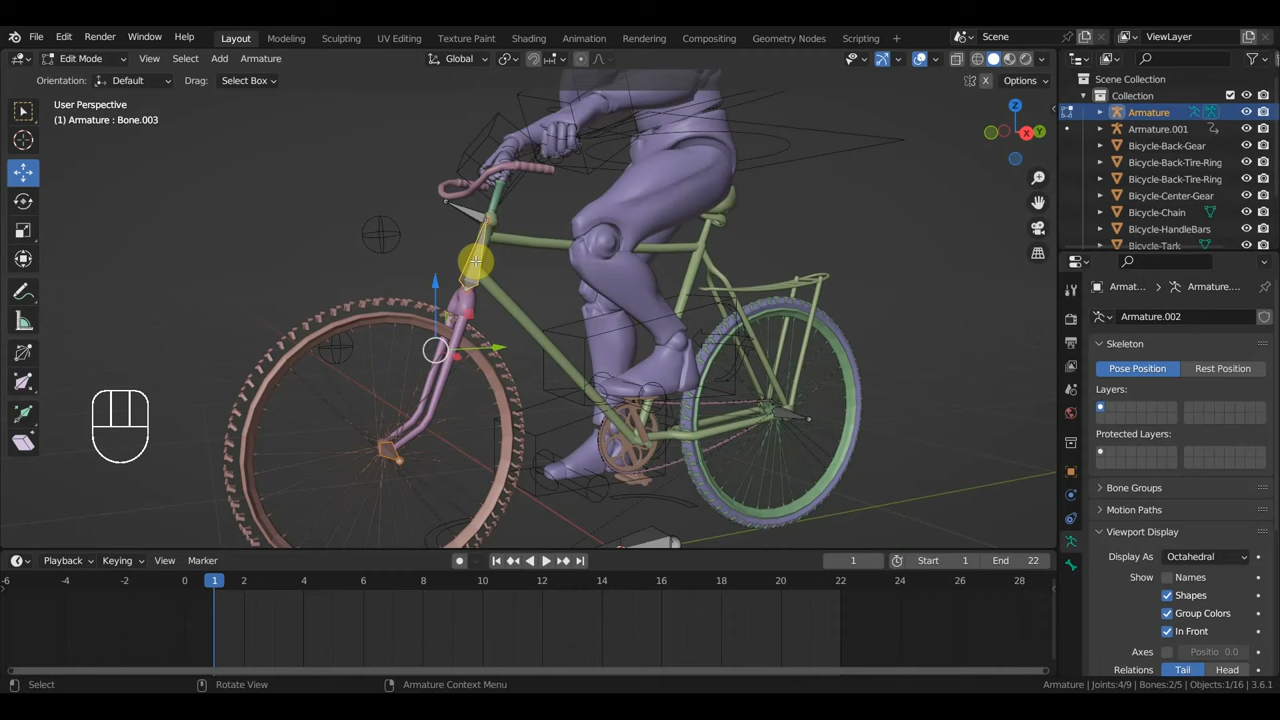 File Edit Render Window Help
Layout Modeling Sculpting UV Editing Texture Paint Shading Animation Rendering Compositing Geometry Nodes Scripting +
Scene
ViewLayer
Edit Mode View Select Add Armature
Global
Orientation: Default Drag: Select Box
X Options
User Perspective
(1) Armature : Bone.003
Z
X
Y
Scene Collection
Collection
Armature
Armature.001
Bicycle-Back-Gear
Bicycle-Back-Tire-Ring
Bicycle-Back-Tire-Ring
Bicycle-Center-Gear
Bicycle-Chain
Bicycle-HandleBars
Bicycle-Tark
Armat... Armature....
Armature.002
Skeleton
Pose Position Rest Position
Layers:
Protected Layers:
Bone Groups
Motion Paths
Viewport Display
Display As Octahedral
Show Names
Shapes
Group Colors
In Front
Axes Positio 0.0
Relations Tail Head
Playback Keying View Marker
1 Start 1 End 22
-6 -4 -2 0 1 2 4 6 8 10 12 14 16 18 20 22 24 26 28
Select Rotate View Armature Context Menu
Armature | Joints:4/9 | Bones:2/5 | Objects:1/16 | 3.6.1